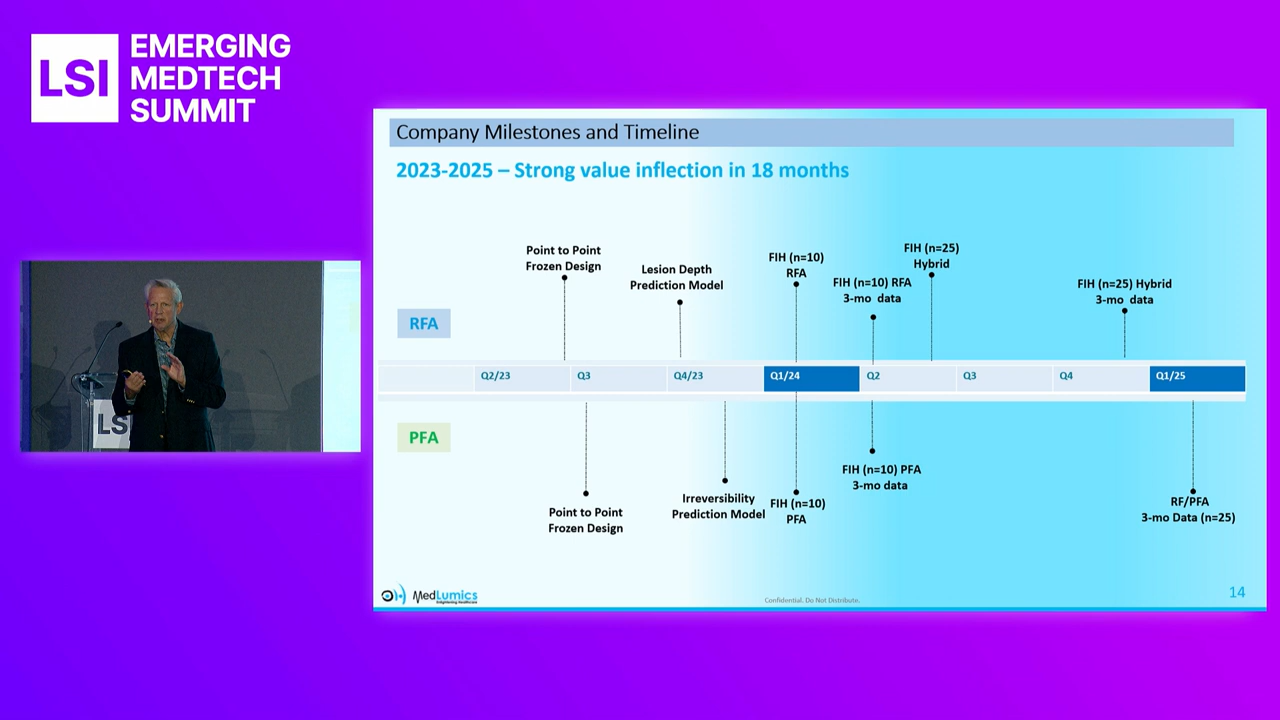 LSI
EMERGING
MEDTECH
SUMMIT
Company Milestones and Timeline
2023-2025 – Strong value inflection in 18 months
Point to Point
Frozen Design
Lesion Depth
Prediction Model
FIH (n=10)
RFA
FIH (n=10) RFA
3-mo data
FIH (n=25)
Hybrid
FIH (n=25) Hybrid
3-mo data
RFA
Q2/23
Q3
Q4/23
Q1/24
Q2
Q3
Q4
Q1/25
PFA
Point to Point
Frozen Design
Irreversibility
Prediction Model
FIH (n=10)
PFA
FIH (n=10) PFA
3-mo data
RF/PFA
3-mo Data (n=25)
MedLumics
Enlightening Healthcare
Confidential. Do Not Distribute.
14
LS